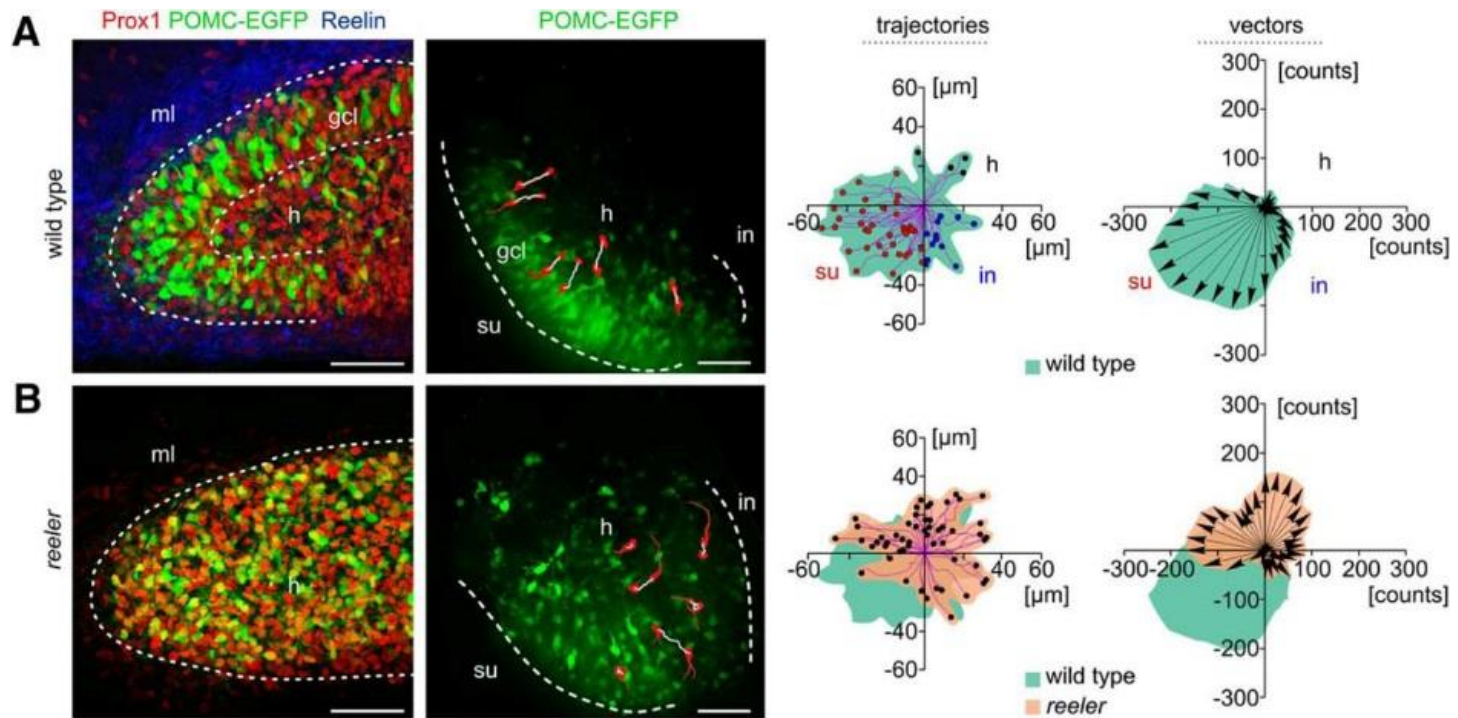 A
Prox1 POMC-EGFP Reelin
POMC-EGFP
trajectories
vectors
wild type
ml
gcl
h
h
gcl
su
in
60
[µm]
40
h
-60
40
60
[µm]
su
in
-40
-60
wild type
300
[counts]
200
100
h
-300
100 200 300
[counts]
su
in
-300
B
reeler
ml
h
h
su
in
60
[µm]
40
-60
40
60
[µm]
-40
-60
wild type
reeler
300
[counts]
200
-300 -200
100 200 300
[counts]
-100
-200
-300